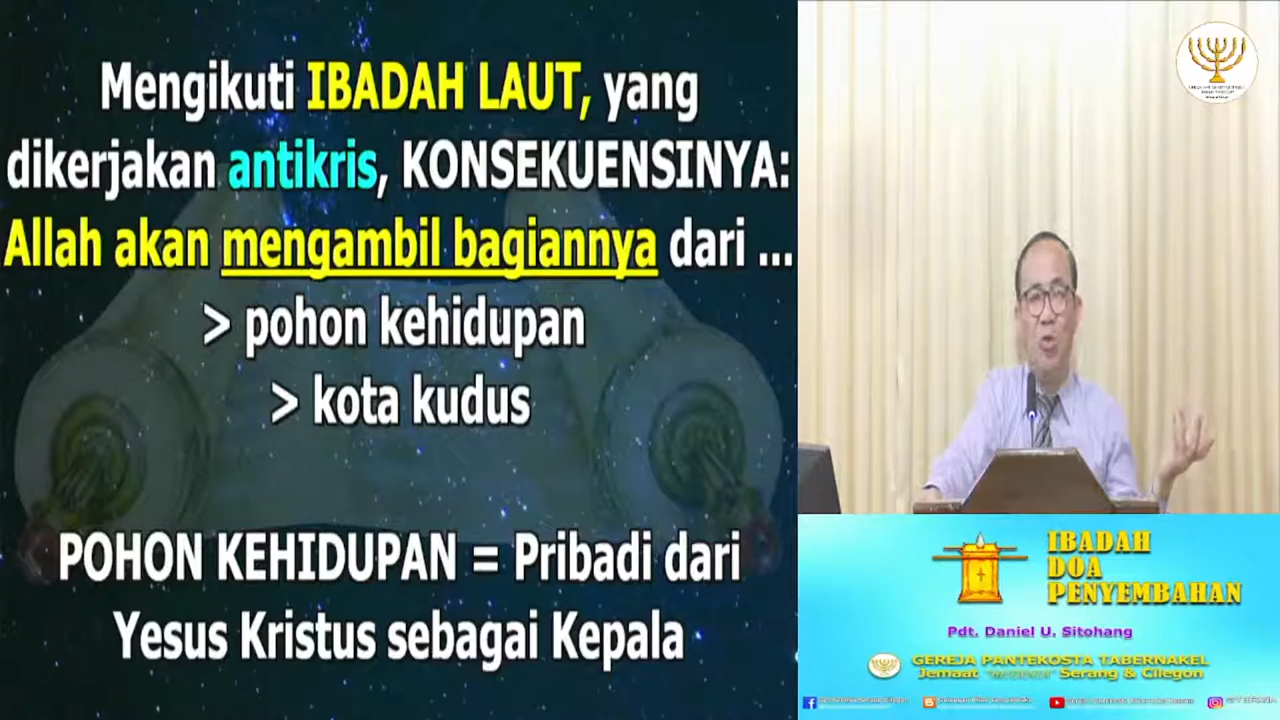 Mengikuti IBADAH LAUT, yang
dikerjakan antikris, KONSEKUENSINYA:
Allah akan mengambil bagiannya dari ...
> pohon kehidupan
> kota kudus
POHON KEHIDUPAN = Pribadi dari
Yesus Kristus sebagai Kepala
IBADAH
DOA
PENYEMBAHAN
Pdt. Daniel U. Sitohang
GEREJA PANTEKOSTA TABERNAKEL
Jemaat Serang & Cilegon